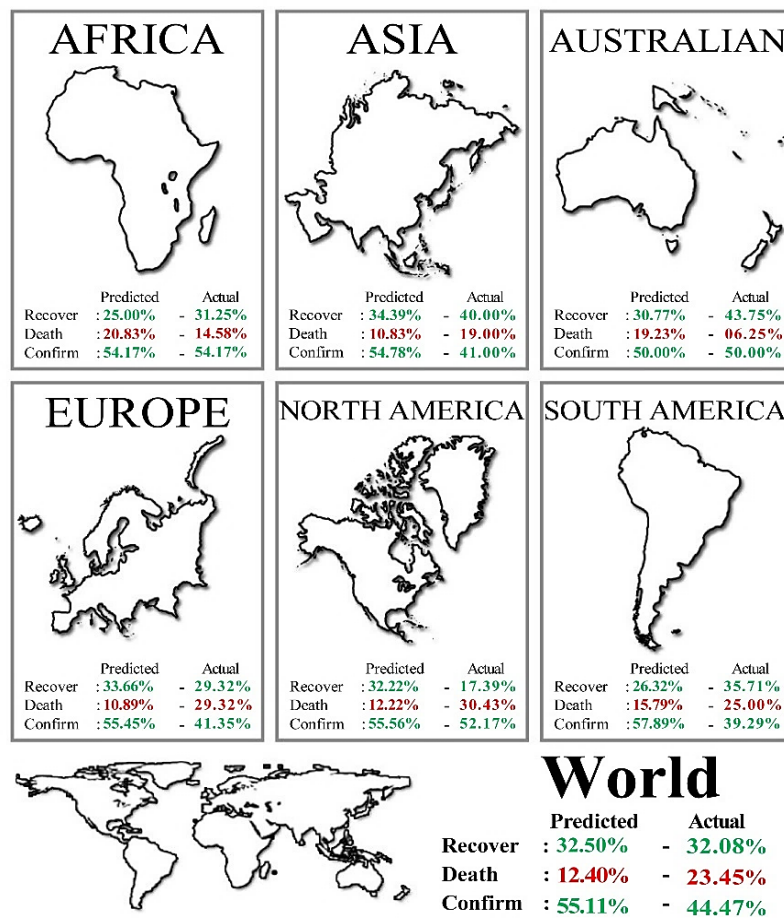 AFRICA
Predicted Actual
Recover : 25.00% - 31.25%
Death : 20.83% - 14.58%
Confirm : 54.17% - 54.17%
ASIA
Predicted Actual
Recover : 34.39% - 40.00%
Death : 10.83% - 19.00%
Confirm : 54.78% - 41.00%
AUSTRALIAN
Predicted Actual
Recover : 30.77% - 43.75%
Death : 19.23% - 06.25%
Confirm : 50.00% - 50.00%
EUROPE
Predicted Actual
Recover : 33.66% - 29.32%
Death : 10.89% - 29.32%
Confirm : 55.45% - 41.35%
NORTH AMERICA
Predicted Actual
Recover : 32.22% - 17.39%
Death : 12.22% - 30.43%
Confirm : 55.56% - 52.17%
SOUTH AMERICA
Predicted Actual
Recover : 26.32% - 35.71%
Death : 15.79% - 25.00%
Confirm : 57.89% - 39.29%
World
Predicted Actual
Recover : 32.50% - 32.08%
Death : 12.40% - 23.45%
Confirm : 55.11% - 44.47%